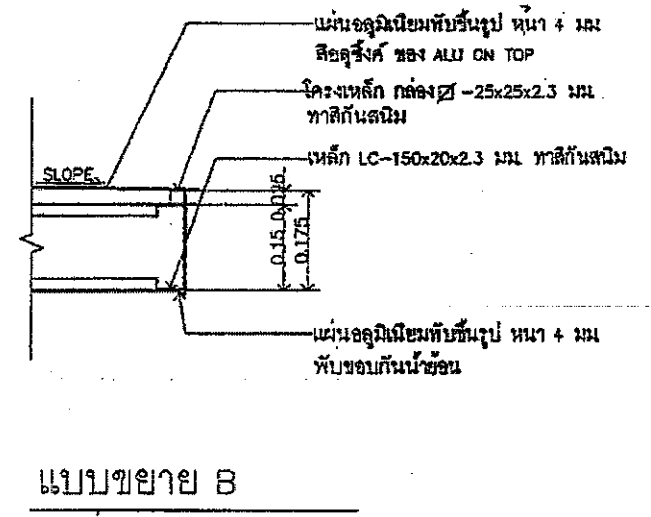 แผ่นอลูมิเนียมทับขึ้นรูป หนา 4 มม
สีอลูซิ้งค์ ของ ALU ON TOP
โครงเหล็ก กล่อง -25x25x2.3 มม.
ทาสีกันสนิม
เหล็ก LC-150x20x2.3 มม. ทาสีกันสนิม
SLOPE
0.025
0.15
0.175
แผ่นอลูมิเนียมทับขึ้นรูป หนา 4 มม
พับขอบกันน้ำย้อน
แบบขยาย B